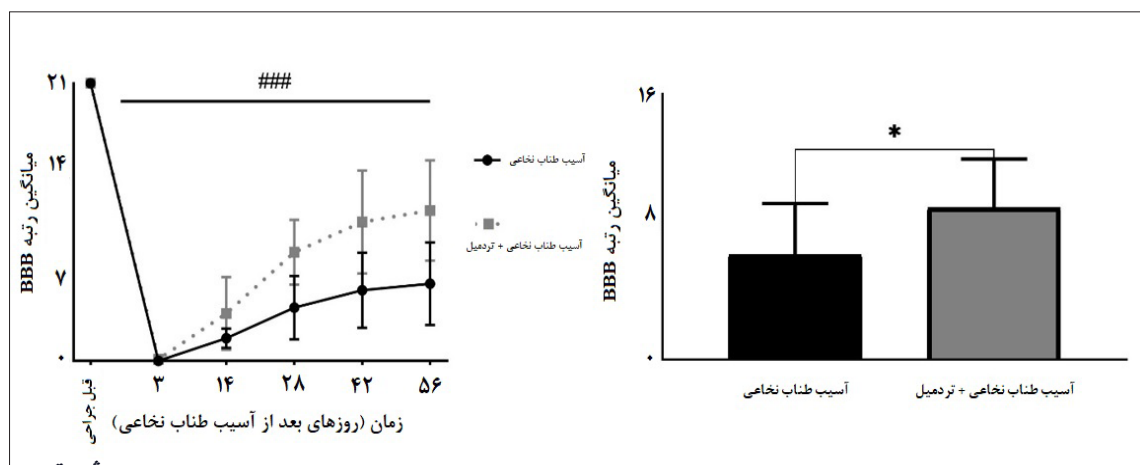 ###
۲۱
۱۴
۷
۰
میانگین رتبه BBB
قبل جراحی
۳
۱۴
۲۸
۴۲
۵۶
زمان (روزهای بعد از آسیب طناب نخاعی)
آسیب طناب نخاعی
آسیب طناب نخاعی + تردمیل
۱۶
۸
۰
میانگین رتبه BBB
*
آسیب طناب نخاعی
آسیب طناب نخاعی + تردمیل